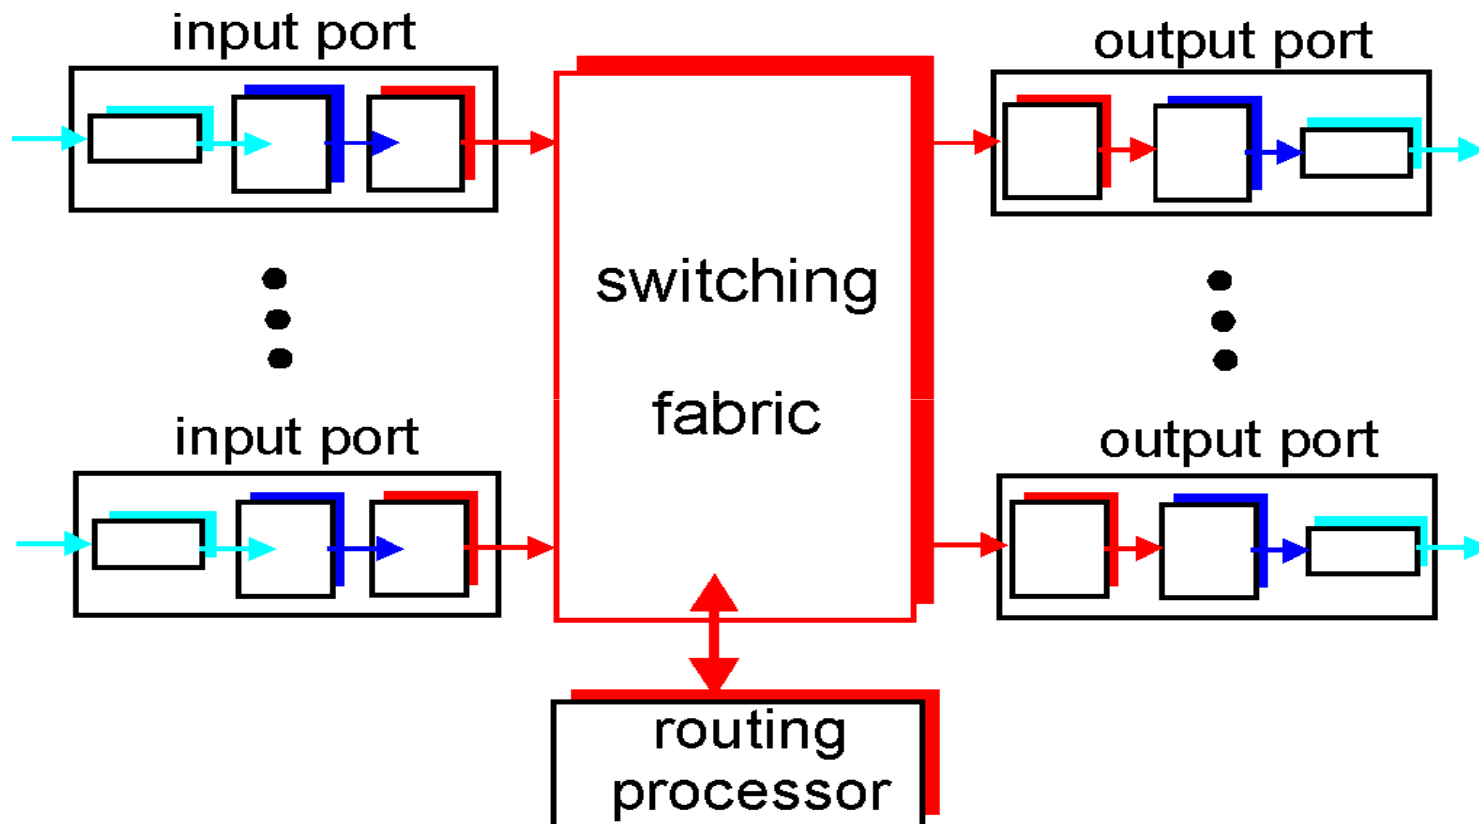 input port
output port
switching
fabric
input port
output port
routing
processor